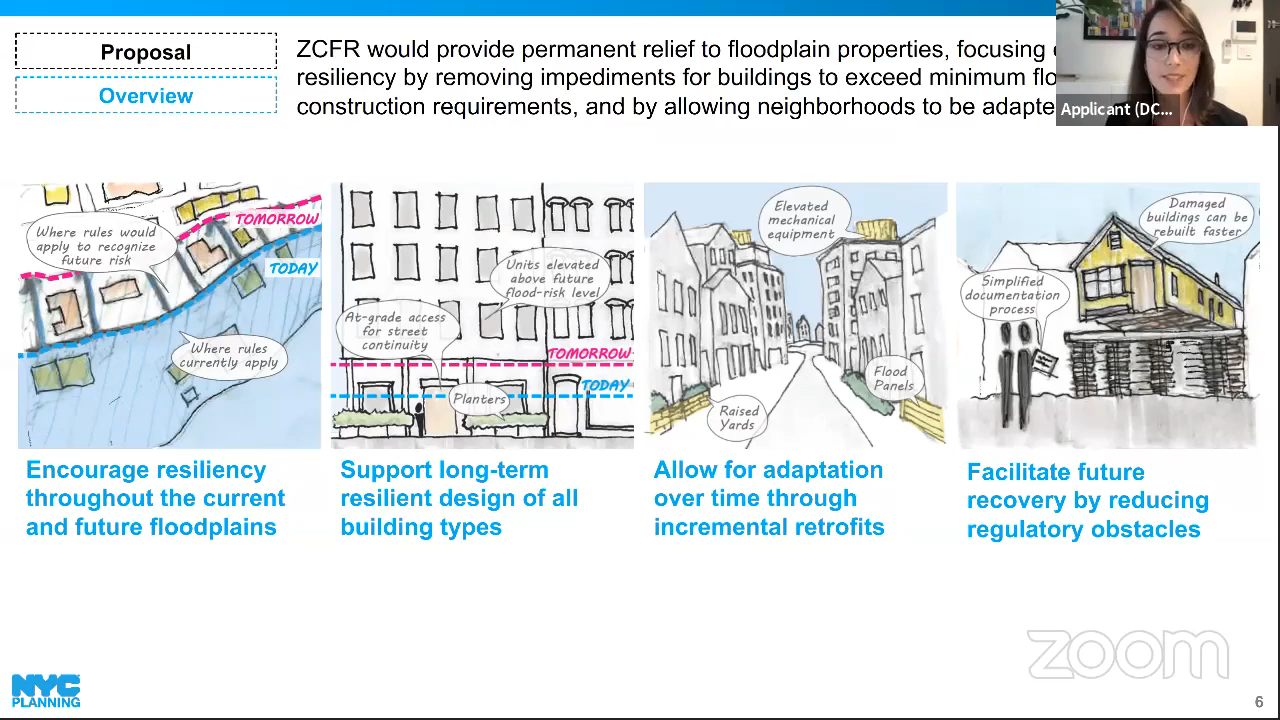 Proposal
Overview
ZCFR would provide permanent relief to floodplain properties, focusing
resiliency by removing impediments for buildings to exceed minimum flo
construction requirements, and by allowing neighborhoods to be adapte
Applicant (DC...
Where rules would
apply to recognize
future risk
TOMORROW
TODAY
Where rules
currently apply
Units elevated
above future
flood-risk level
At-grade access
for street
continuity
TOMORROW
TODAY
Planters
Elevated
mechanical
equipment
Flood
Panels
Raised
Yards
Damaged
buildings can be
rebuilt faster
Simplified
documentation
process
Encourage resiliency
throughout the current
and future floodplains
Support long-term
resilient design of all
building types
Allow for adaptation
over time through
incremental retrofits
Facilitate future
recovery by reducing
regulatory obstacles
zoom
NYC
PLANNING
6